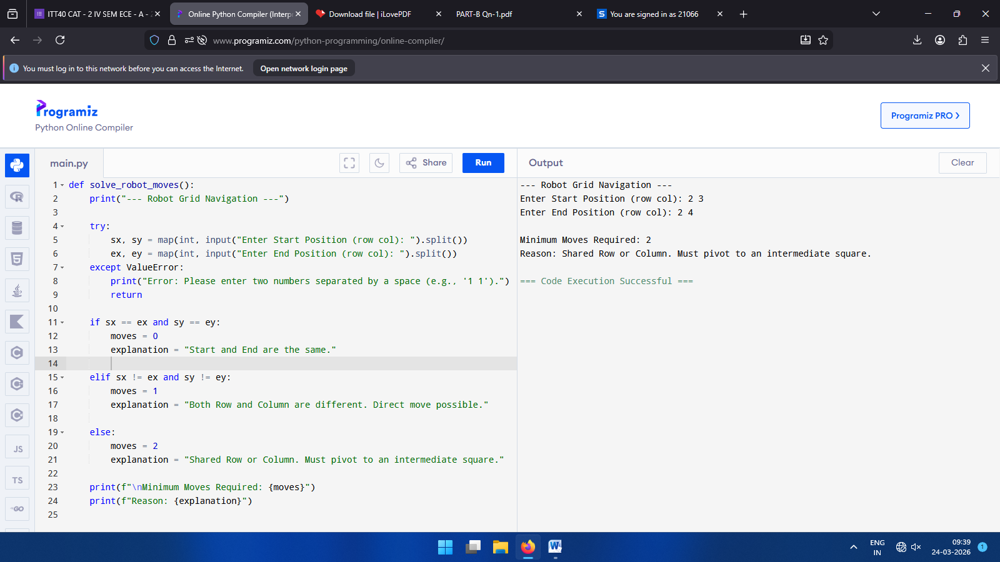 ITT40 CAT - 2 IV SEM ECE - A - 2
Online Python Compiler (Interp
Download file | iLovePDF
PART-B Qn-1.pdf
You are signed in as 21066
www.programiz.com/python-programming/online-compiler/
You must log in to this network before you can access the Internet.
Open network login page
Programiz
Python Online Compiler
Programiz PRO ❯
main.py
Share
Run
Output
Clear
1 def solve_robot_moves():
2     print("--- Robot Grid Navigation ---")
3
4     try:
5         sx, sy = map(int, input("Enter Start Position (row col): ").split())
6         ex, ey = map(int, input("Enter End Position (row col): ").split())
7     except ValueError:
8         print("Error: Please enter two numbers separated by a space (e.g., '1 1').")
9         return
10
11     if sx == ex and sy == ey:
12         moves = 0
13         explanation = "Start and End are the same."
14
15     elif sx != ex and sy != ey:
16         moves = 1
17         explanation = "Both Row and Column are different. Direct move possible."
18
19     else:
20         moves = 2
21         explanation = "Shared Row or Column. Must pivot to an intermediate square."
22
23     print(f"\nMinimum Moves Required: {moves}")
24     print(f"Reason: {explanation}")
25
--- Robot Grid Navigation ---
Enter Start Position (row col): 2 3
Enter End Position (row col): 2 4
Minimum Moves Required: 2
Reason: Shared Row or Column. Must pivot to an intermediate square.
=== Code Execution Successful ===
R
5
C
C
C
JS
TS
GO
W
ENG
IN
09:39
24-03-2026
1